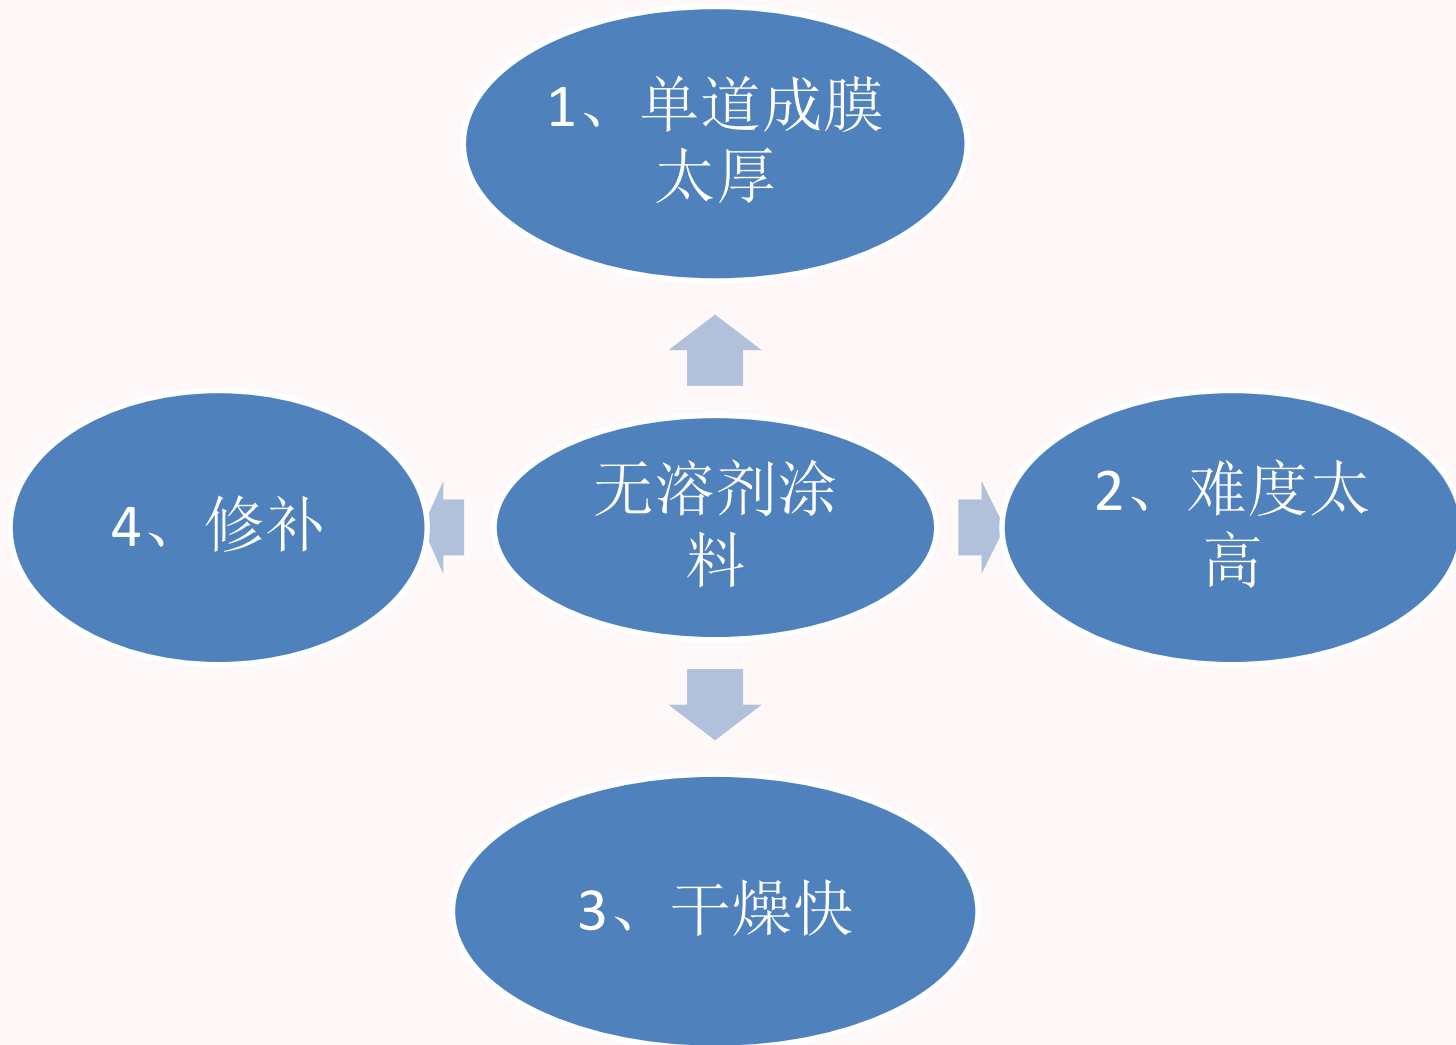 1、单道成膜
太厚
无溶剂涂
料
2、难度太
高
4、修补
3、干燥快